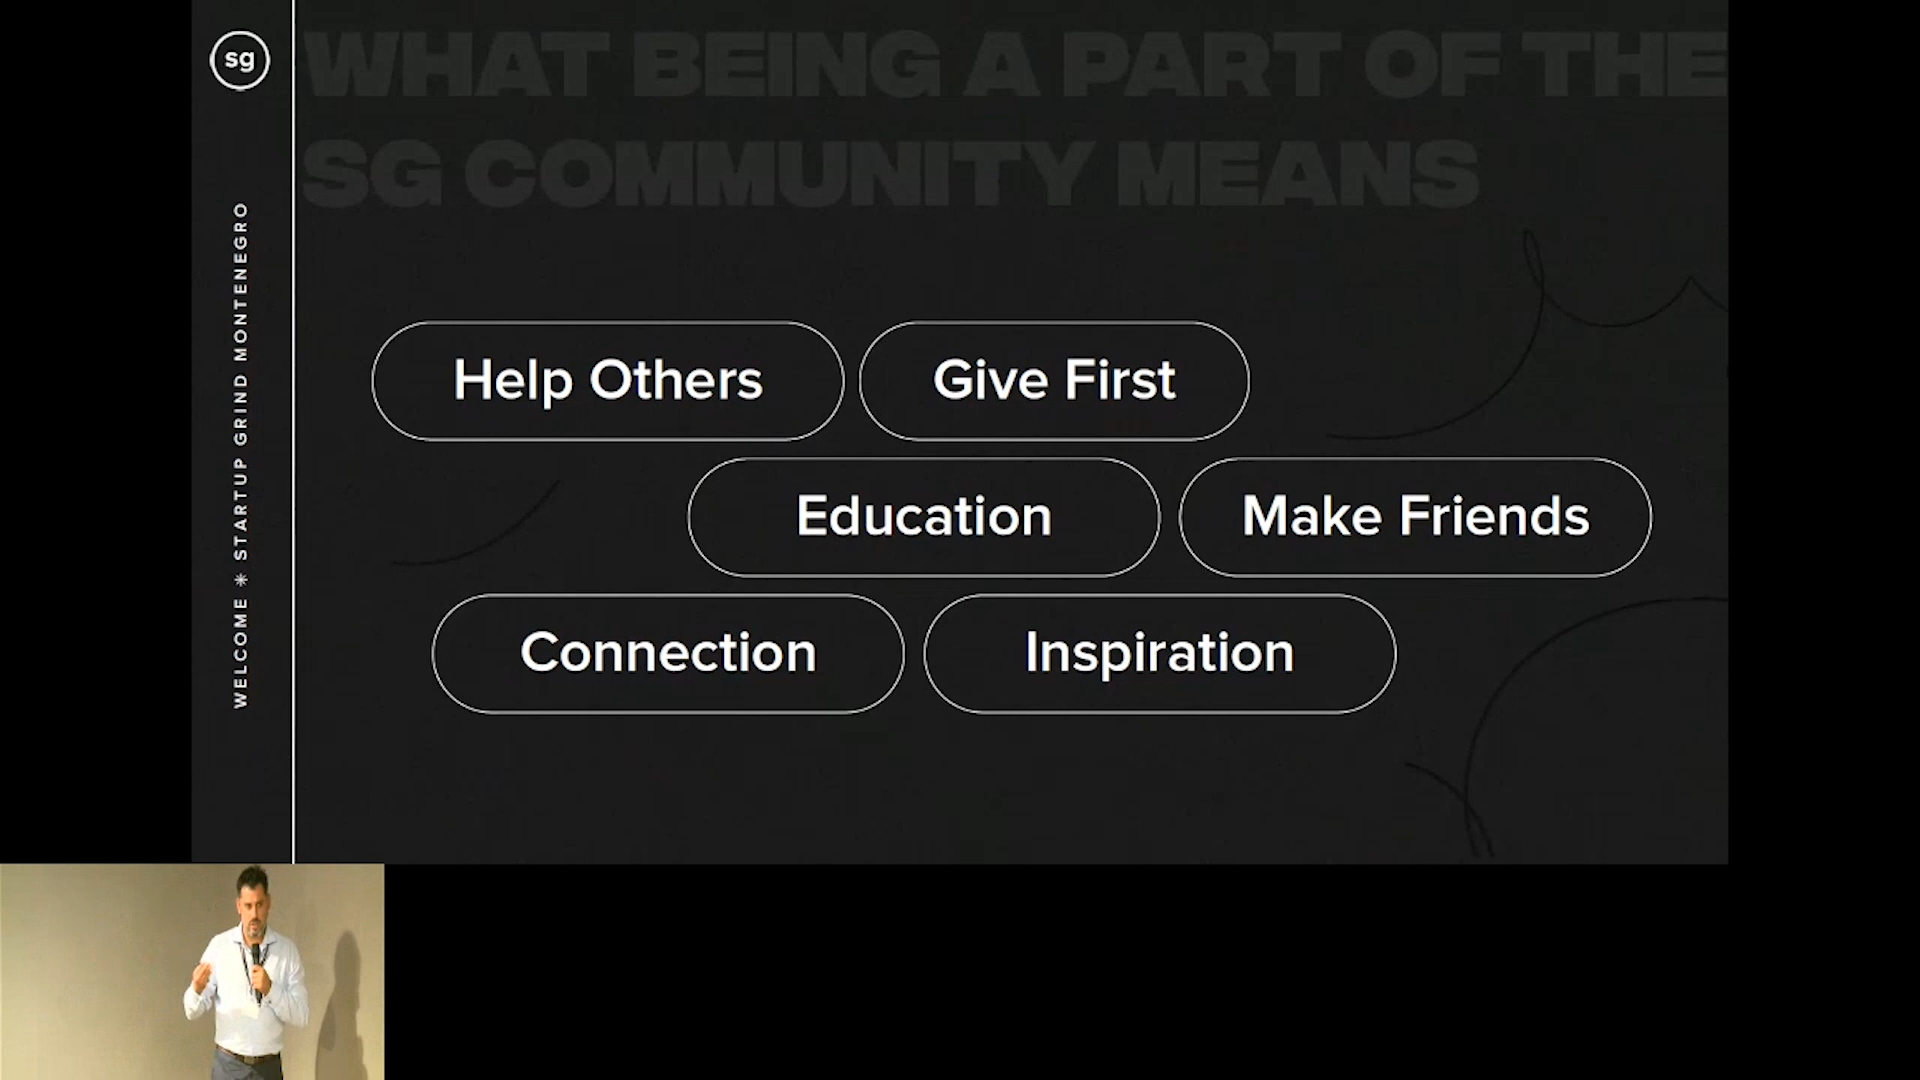 sg
WHAT BEING A PART OF THE
SG COMMUNITY MEANS
WELCOME ✳ STARTUP GRIND MONTENEGRO
Help Others
Give First
Education
Make Friends
Connection
Inspiration